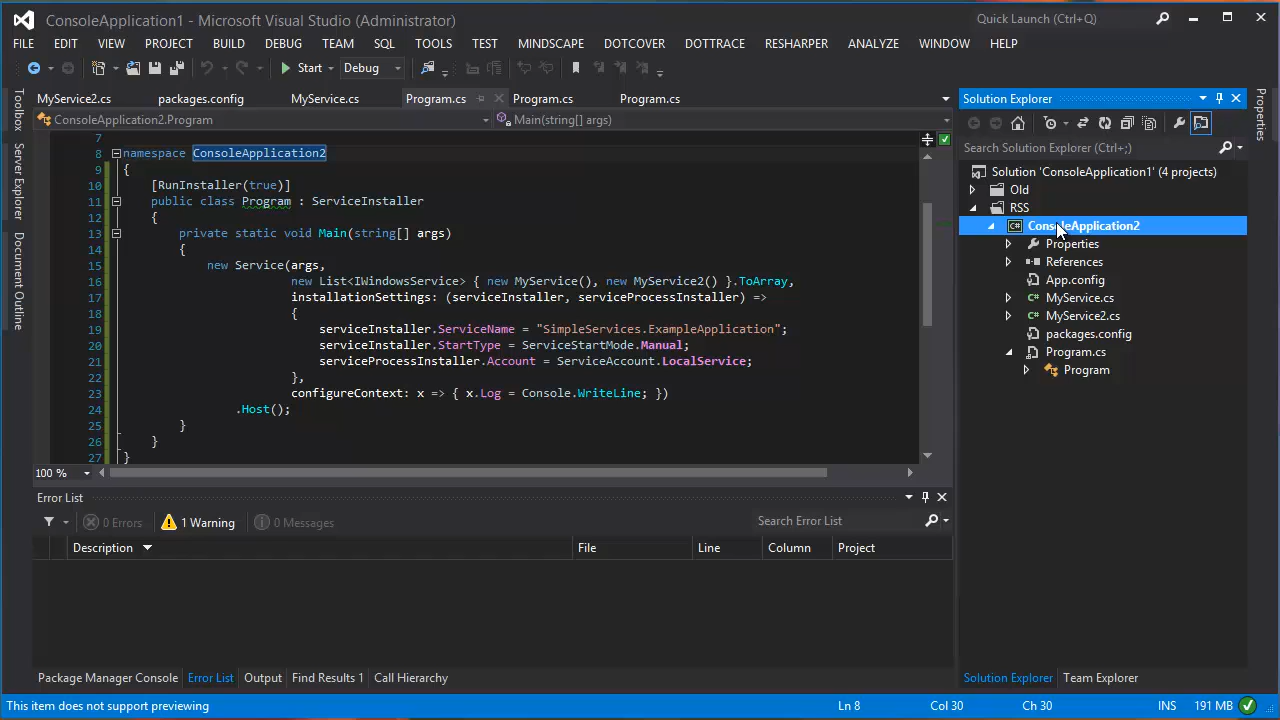 ConsoleApplication1 - Microsoft Visual Studio (Administrator)
Quick Launch (Ctrl+Q)
FILE EDIT VIEW PROJECT BUILD DEBUG TEAM SQL TOOLS TEST MINDSCAPE DOTCOVER DOTTRACE RESHARPER ANALYZE WINDOW HELP
Start Debug
Toolbox
Server Explorer
Document Outline
MyService2.cs packages.config MyService.cs Program.cs Program.cs Program.cs
ConsoleApplication2.Program Main(string[] args)
7
8 namespace ConsoleApplication2
9 {
10 [RunInstaller(true)]
11 public class Program : ServiceInstaller
12 {
13 private static void Main(string[] args)
14 {
15 new Service(args,
16 new List<IWindowsService> { new MyService(), new MyService2() }.ToArray,
17 installationSettings: (serviceInstaller, serviceProcessInstaller) =>
18 {
19 serviceInstaller.ServiceName = "SimpleServices.ExampleApplication";
20 serviceInstaller.StartType = ServiceStartMode.Manual;
21 serviceProcessInstaller.Account = ServiceAccount.LocalService;
22 },
23 configureContext: x => { x.Log = Console.WriteLine; })
24 .Host();
25 }
26 }
27 }
100 %
Error List
0 Errors 1 Warning 0 Messages
Search Error List
Description File Line Column Project
Package Manager Console Error List Output Find Results 1 Call Hierarchy
Solution Explorer
Search Solution Explorer (Ctrl+;)
Solution 'ConsoleApplication1' (4 projects)
Old
RSS
C# ConsoleApplication2
Properties
References
App.config
C# MyService.cs
C# MyService2.cs
packages.config
Program.cs
Program
Solution Explorer Team Explorer
Properties
This item does not support previewing Ln 8 Col 30 Ch 30 INS 191 MB